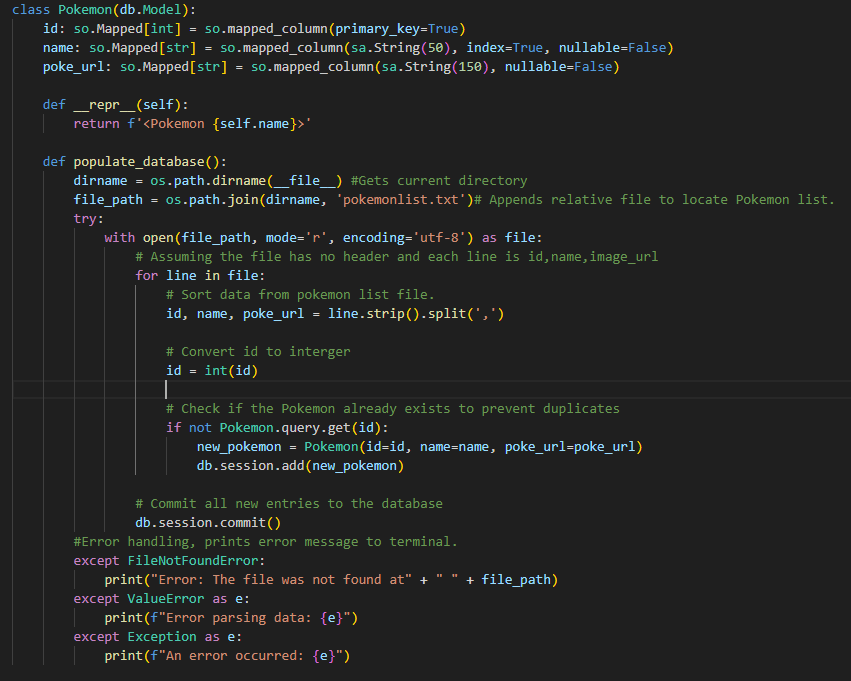 class Pokemon(db.Model):
    id: so.Mapped[int] = so.mapped_column(primary_key=True)
    name: so.Mapped[str] = so.mapped_column(sa.String(50), index=True, nullable=False)
    poke_url: so.Mapped[str] = so.mapped_column(sa.String(150), nullable=False)

    def __repr__(self):
        return f'<Pokemon {self.name}>'

    def populate_database():
        dirname = os.path.dirname(__file__) #Gets current directory
        file_path = os.path.join(dirname, 'pokemonlist.txt')# Appends relative file to locate Pokemon list.
        try:
            with open(file_path, mode='r', encoding='utf-8') as file:
                # Assuming the file has no header and each line is id,name,image_url
                for line in file:
                    # Sort data from pokemon list file.
                    id, name, poke_url = line.strip().split(',')

                    # Convert id to interger
                    id = int(id)

                    # Check if the Pokemon already exists to prevent duplicates
                    if not Pokemon.query.get(id):
                        new_pokemon = Pokemon(id=id, name=name, poke_url=poke_url)
                        db.session.add(new_pokemon)

                # Commit all new entries to the database
                db.session.commit()
        #Error handling, prints error message to terminal.
        except FileNotFoundError:
            print("Error: The file was not found at" + " " + file_path)
        except ValueError as e:
            print(f"Error parsing data: {e}")
        except Exception as e:
            print(f"An error occurred: {e}")